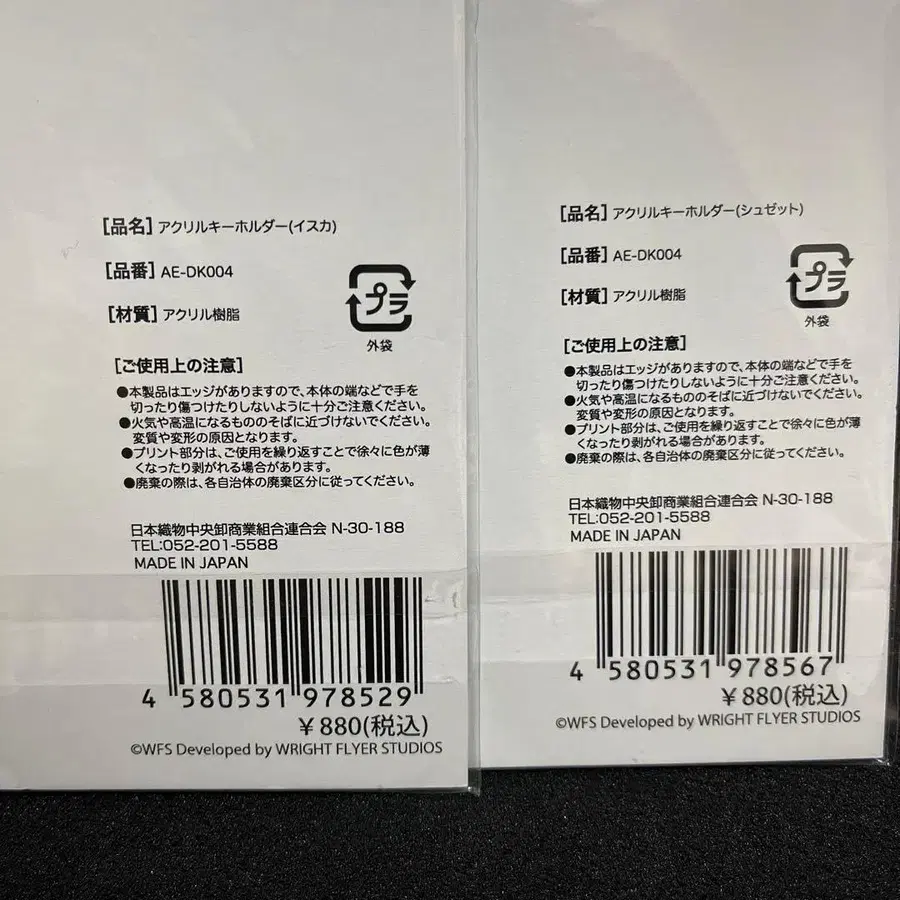 [品名] アクリルキーホルダー(イスカ)
[品番] AE-DK004
[材質] アクリル樹脂
プラ
外袋
[ご使用上の注意]
●本製品はエッジがありますので、本体の端などで手を
切ったり傷つけたりしないように十分ご注意ください。
●火気や高温になるもののそばに近づけないでください。
変質や変形の原因となります。
●プリント部分は、ご使用を繰り返すことで徐々に色が薄
くなったり剥がれる場合があります。
●廃棄の際は、各自治体の廃棄区分に従ってください。
日本織物中央卸商業組合連合会 N-30-188
TEL:052-201-5588
MADE IN JAPAN
4 580531 978529
￥880(税込)
©WFS Developed by WRIGHT FLYER STUDIOS
[品名] アクリルキーホルダー(シュゼット)
[品番] AE-DK004
[材質] アクリル樹脂
プラ
外袋
[ご使用上の注意]
●本製品はエッジがありますので、本体の端などで手を
切ったり傷つけたりしないように十分ご注意ください。
●火気や高温になるもののそばに近づけないでください。
変質や変形の原因となります。
●プリント部分は、ご使用を繰り返すことで徐々に色が薄
くなったり剥がれる場合があります。
●廃棄の際は、各自治体の廃棄区分に従ってください。
日本織物中央卸商業組合連合会 N-30-188
TEL:052-201-5588
MADE IN JAPAN
4 580531 978567
￥880(税込)
©WFS Developed by WRIGHT FLYER STUDIOS